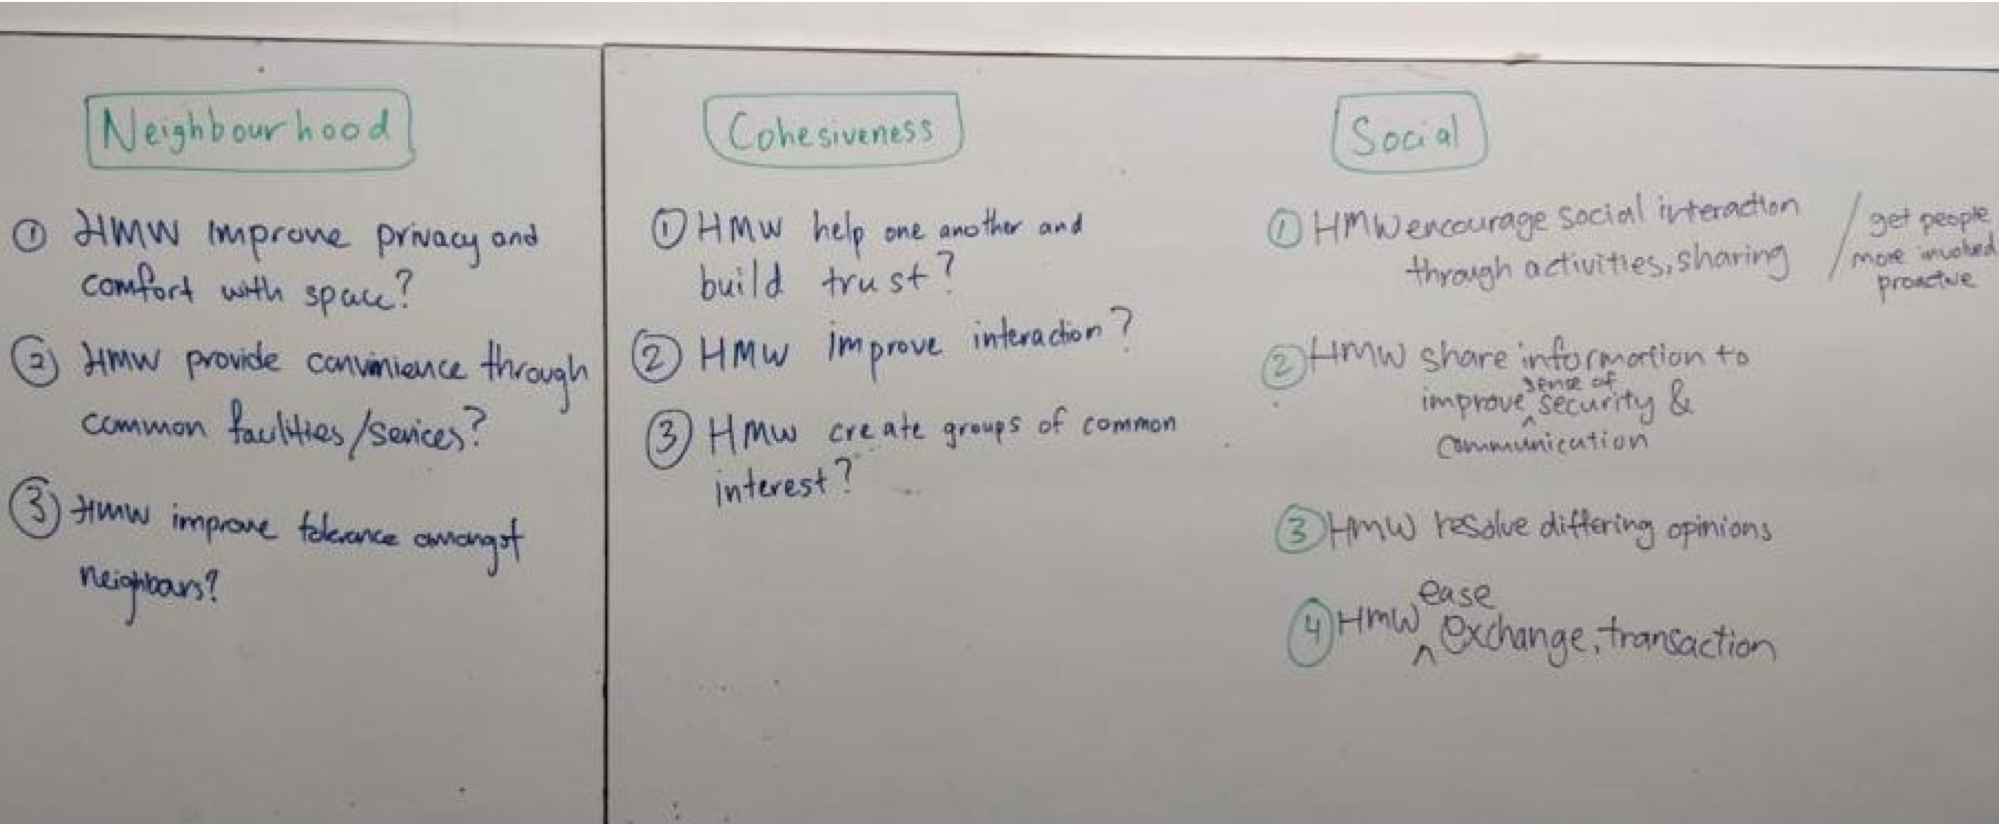 Neighbourhood
① HMW improve privacy and
comfort with space?
② HMW provide convinience through
common facilities/services?
③ HMW improve tolerance amongst
neighbours?
Cohesiveness
① HMW help one another and
build trust?
② HMW improve interaction?
③ HMW create groups of common
interest?
Social
① HMW encourage social interaction
through activities, sharing
/ get people
more involved
proactive
② HMW share information to
improve sense of security &
communication
③ HMW resolve differing opinions
④ HMW ease exchange, transaction